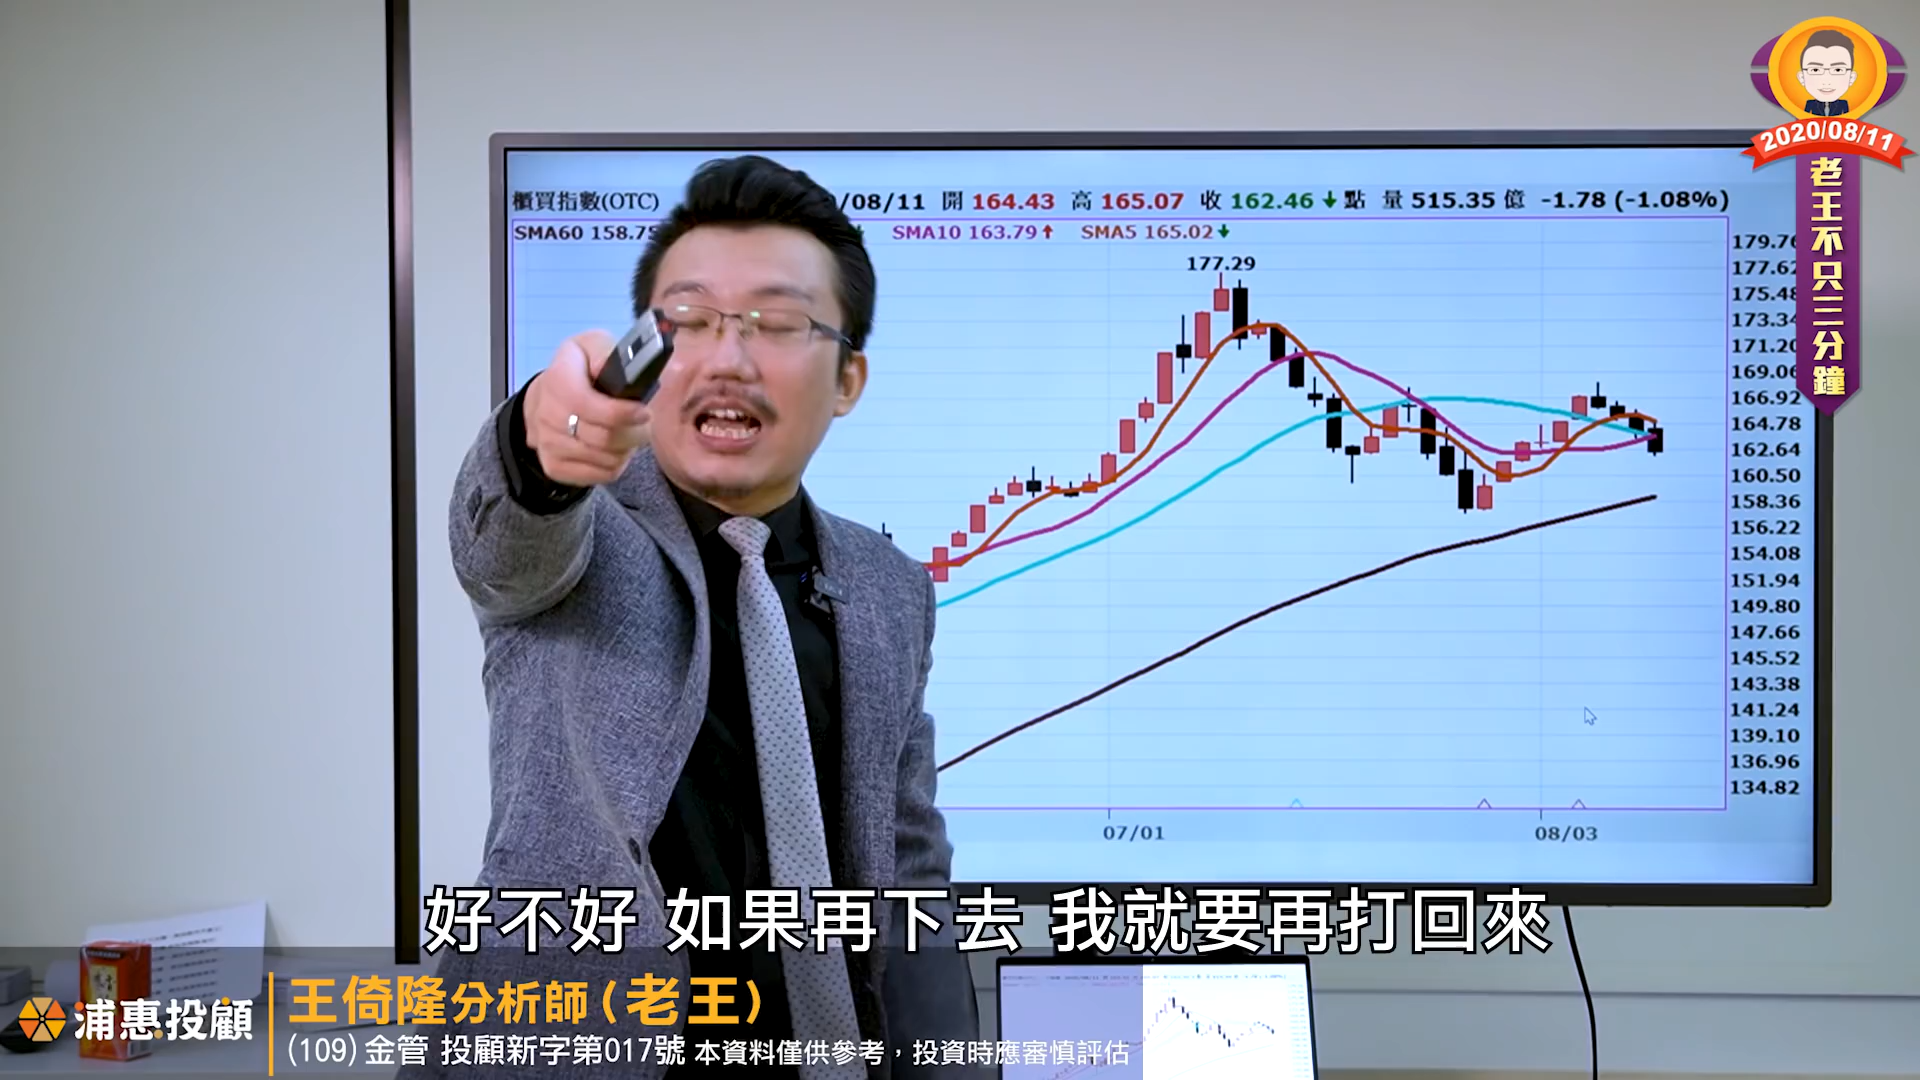 2020/08/11
老王不只三分鐘
櫃買指數(OTC)
/08/11 開 164.43 高 165.07 收 162.46↓點 量 515.35 億 -1.78 (-1.08%)
SMA60 158.75
SMA10 163.79↑ SMA5 165.02↓
177.29
179.76
177.62
175.48
173.34
171.20
169.06
166.92
164.78
162.64
160.50
158.36
156.22
154.08
151.94
149.80
147.66
145.52
143.38
141.24
139.10
136.96
134.82
07/01
08/03
好不好 如果再下去 我就要再打回來
浦惠投顧
王倚隆分析師(老王)
(109)金管 投顧新字第017號 本資料僅供參考，投資時應審慎評估